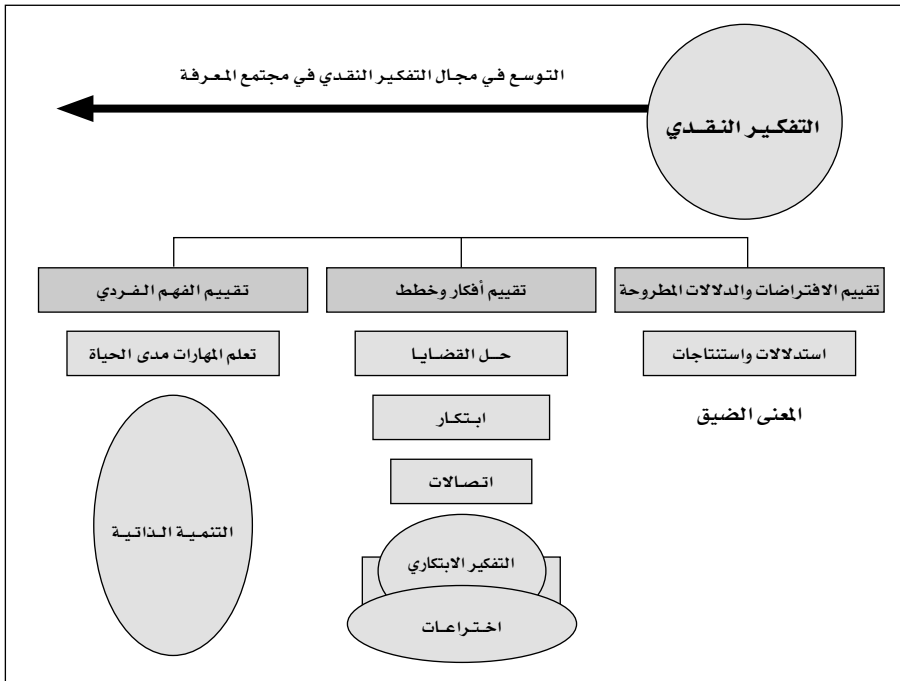 التوسع في مجال التفكير النقدي في مجتمع المعرفة
التفكير النقدي
تقييم الافتراضات والدلالات المطروحة
تقييم أفكار وخطط
تقييم الفهم الفردي
استدلالات واستنتاجات
حل القضايا
تعلم المهارات مدى الحياة
المعنى الضيق
ابتكار
اتصالات
التنمية الذاتية
التفكير الابتكاري
اختراعات